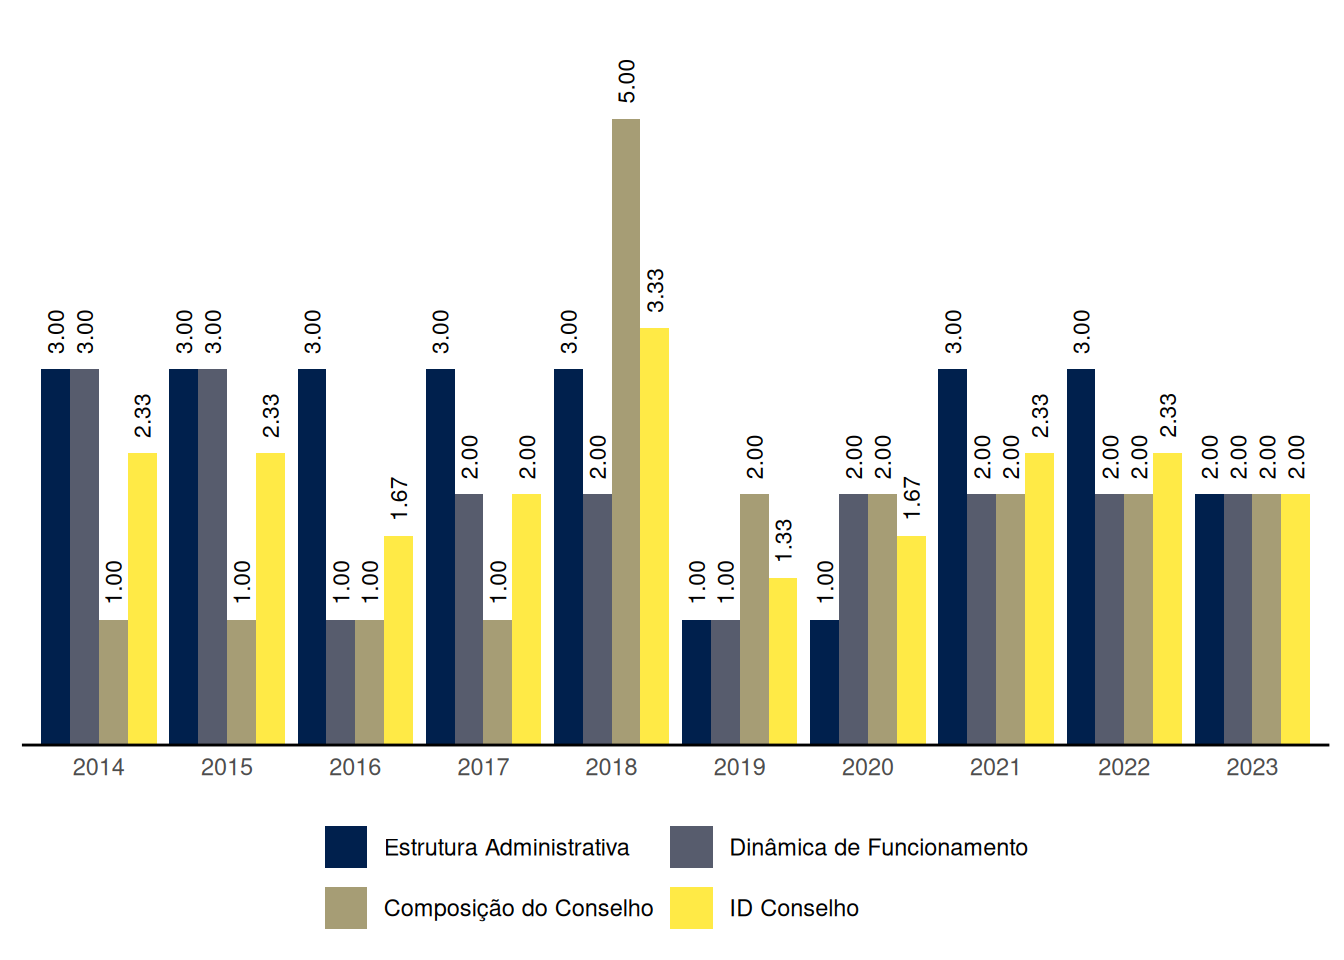 5.00
3.33
3.00 3.00 3.00 3.00 3.00 3.00 3.00 3.00 3.00
2.33 2.33 2.33 2.33
2.00 2.00 2.00 2.00 2.00 2.00 2.00 2.00 2.00 2.00 2.00 2.00 2.00 2.00
1.67 1.67
1.33
1.00 1.00 1.00 1.00 1.00 1.00 1.00 1.00
2014 2015 2016 2017 2018 2019 2020 2021 2022 2023
Estrutura Administrativa Dinâmica de Funcionamento
Composição do Conselho ID Conselho